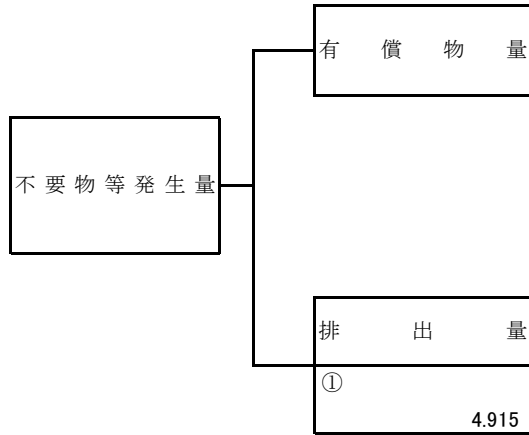 有償物量
不要物等発生量
排出量
①
4.915